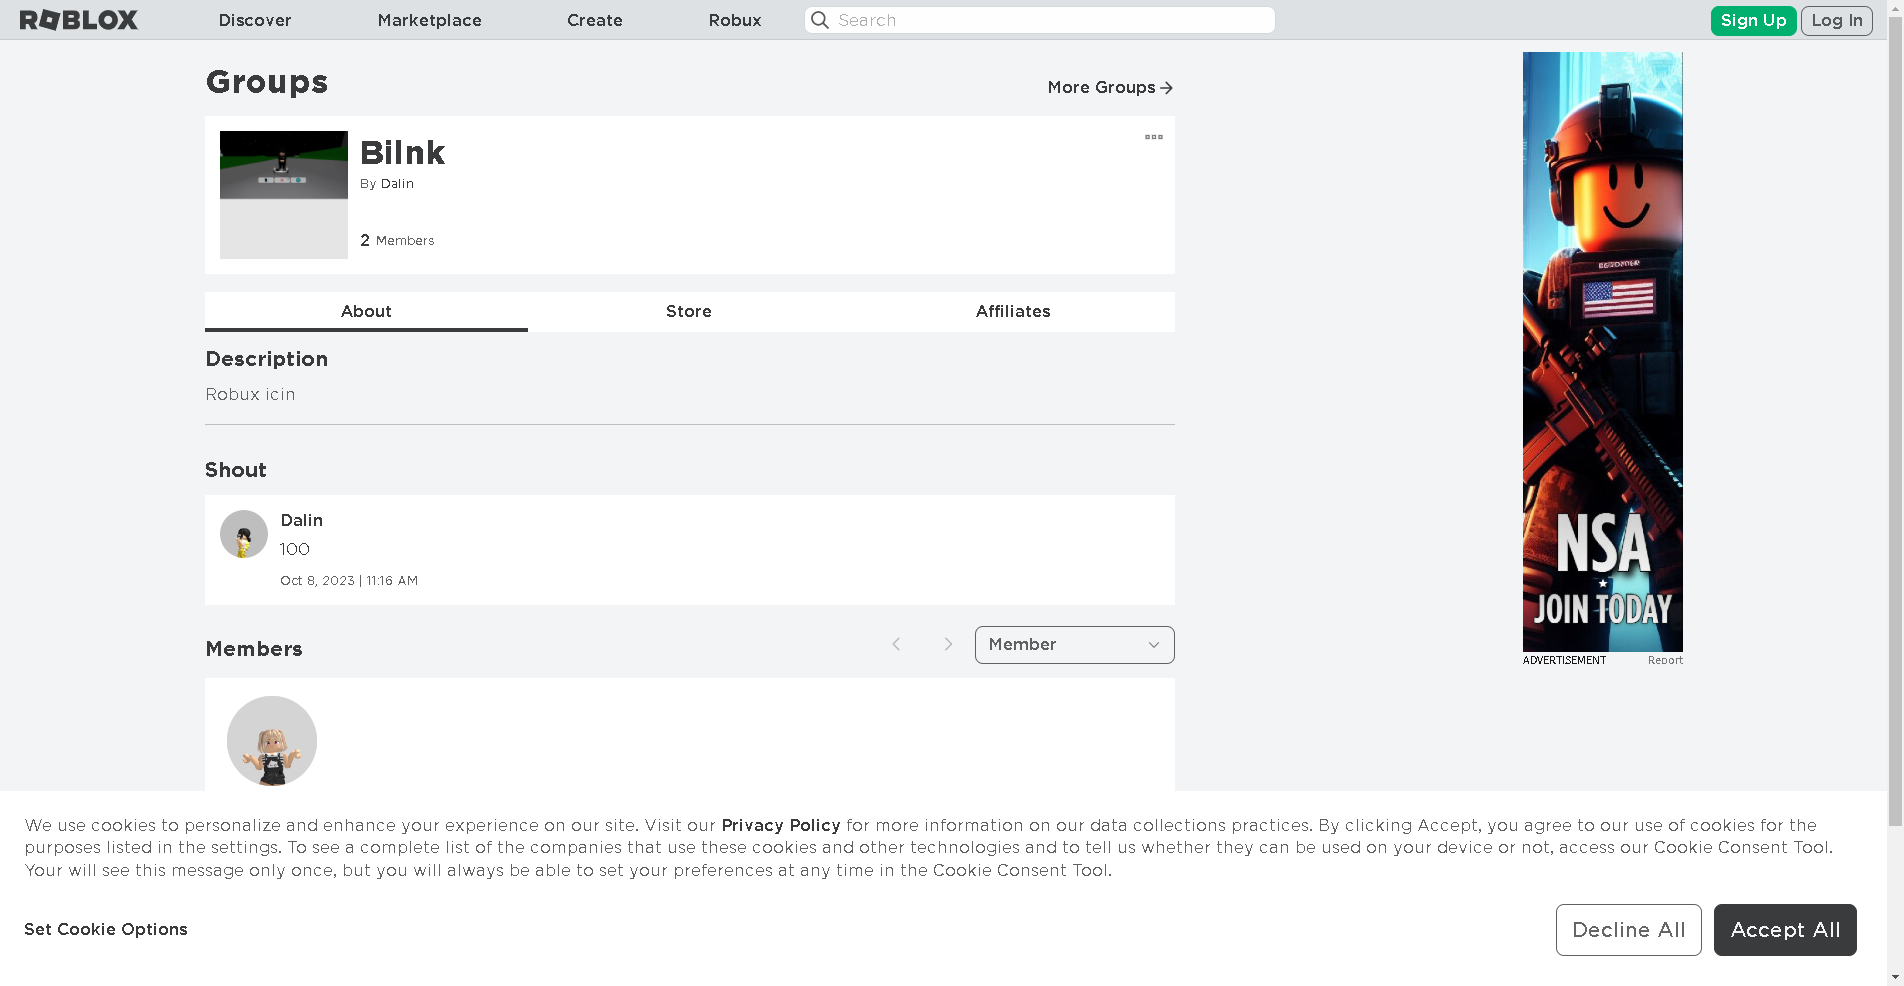 ROBLOX
Discover
Marketplace
Create
Robux
Search
Sign Up
Log In
Groups
More Groups
Bilnk
By Dalin
2 Members
About
Store
Affiliates
Description
Robux icin
Shout
Dalin
100
Oct 8, 2023 | 11:16 AM
Members
Member
NSA
JOIN TODAY
ADVERTISEMENT
Report
We use cookies to personalize and enhance your experience on our site. Visit our Privacy Policy for more information on our data collections practices. By clicking Accept, you agree to our use of cookies for the
purposes listed in the settings. To see a complete list of the companies that use these cookies and other technologies and to tell us whether they can be used on your device or not, access our Cookie Consent Tool.
Your will see this message only once, but you will always be able to set your preferences at any time in the Cookie Consent Tool.
Set Cookie Options
Decline All
Accept All